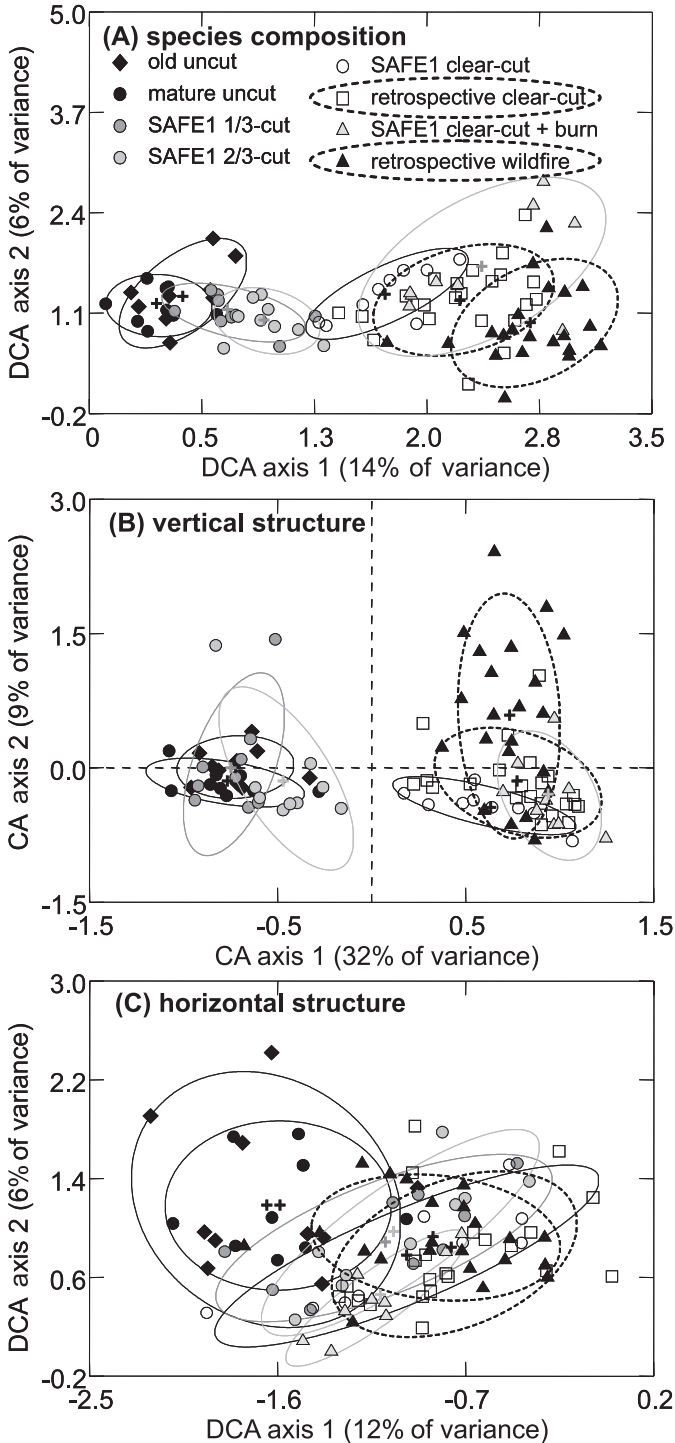 5.0
(A) species composition
old uncut
SAFE1 clear-cut
mature uncut
retrospective clear-cut
3.7
SAFE1 1/3-cut
SAFE1 clear-cut + burn
SAFE1 2/3-cut
retrospective wildfire
2.4
1.1
-0.2
DCA axis 2 (6% of variance)
0 0.5 1.3 2.0 2.8 3.5
DCA axis 1 (14% of variance)
3.0
(B) vertical structure
1.5
0.0
-1.5
CA axis 2 (9% of variance)
-1.5 -0.5 0.5 1.5
CA axis 1 (32% of variance)
3.0
(C) horizontal structure
2.2
1.4
0.6
-0.2
DCA axis 2 (6% of variance)
-2.5 -1.6 -0.7 0.2
DCA axis 1 (12% of variance)